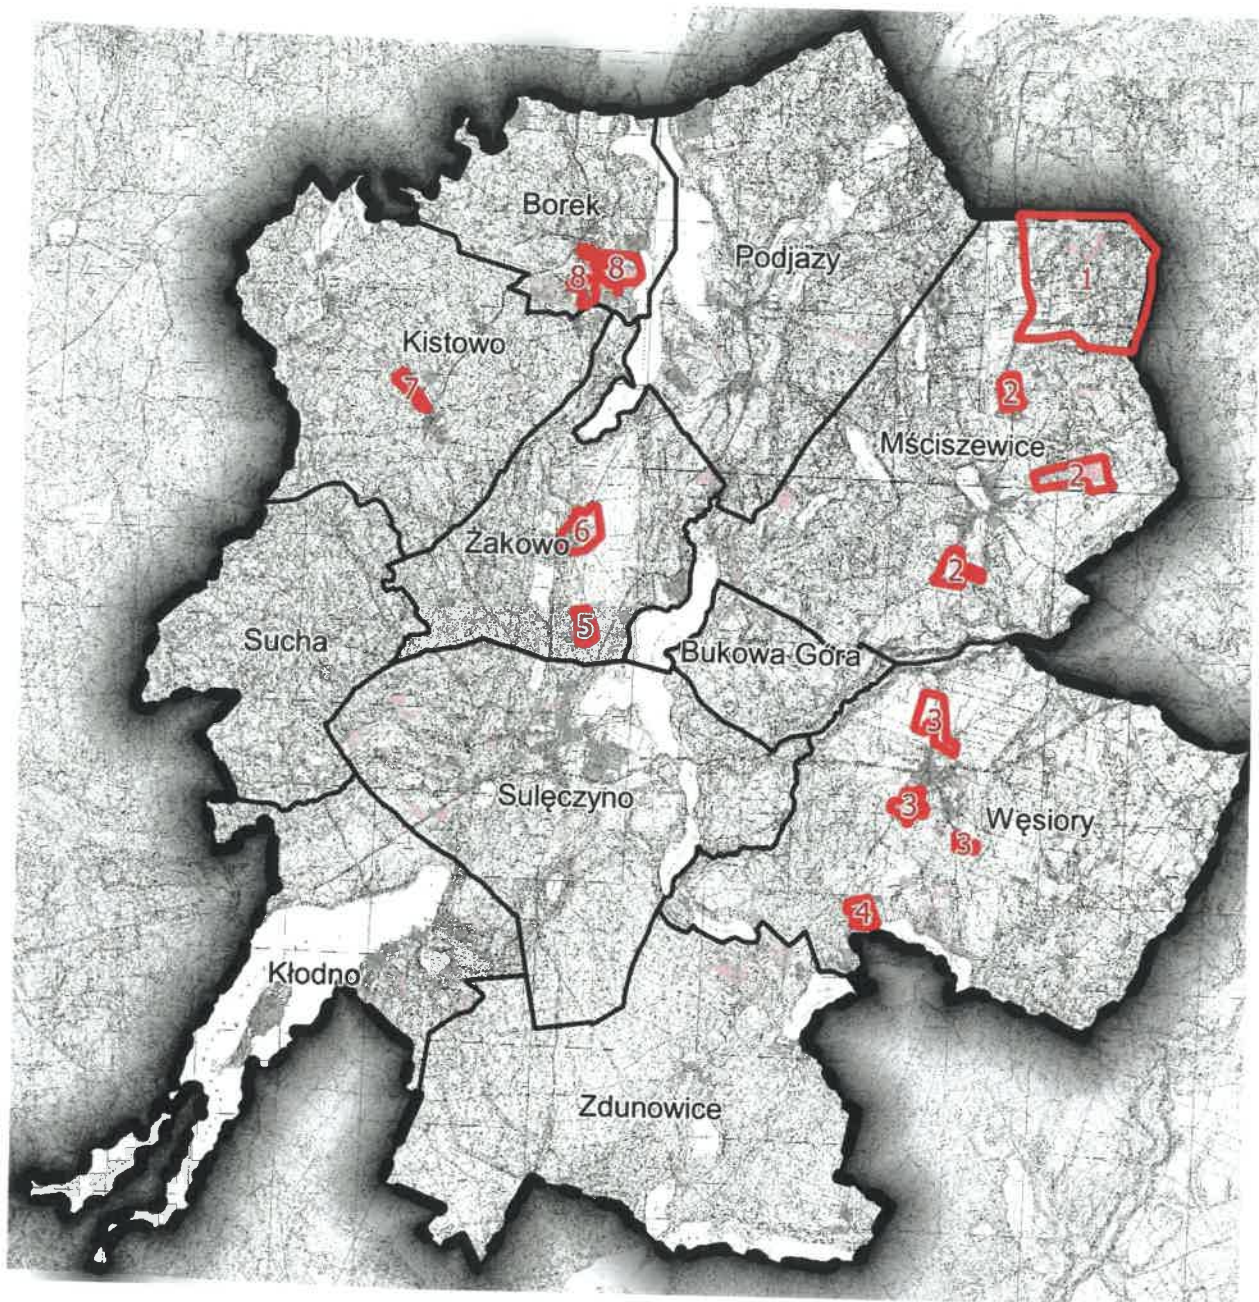 Borek
8
8
Podjazy
1
Kistowo
7
2
Mściszewice
2
6
Żakowo
2
5
Sucha
Bukowa Góra
3
Sulęczyno
3
Węsiory
3
4
Kłodno
Zdunowice